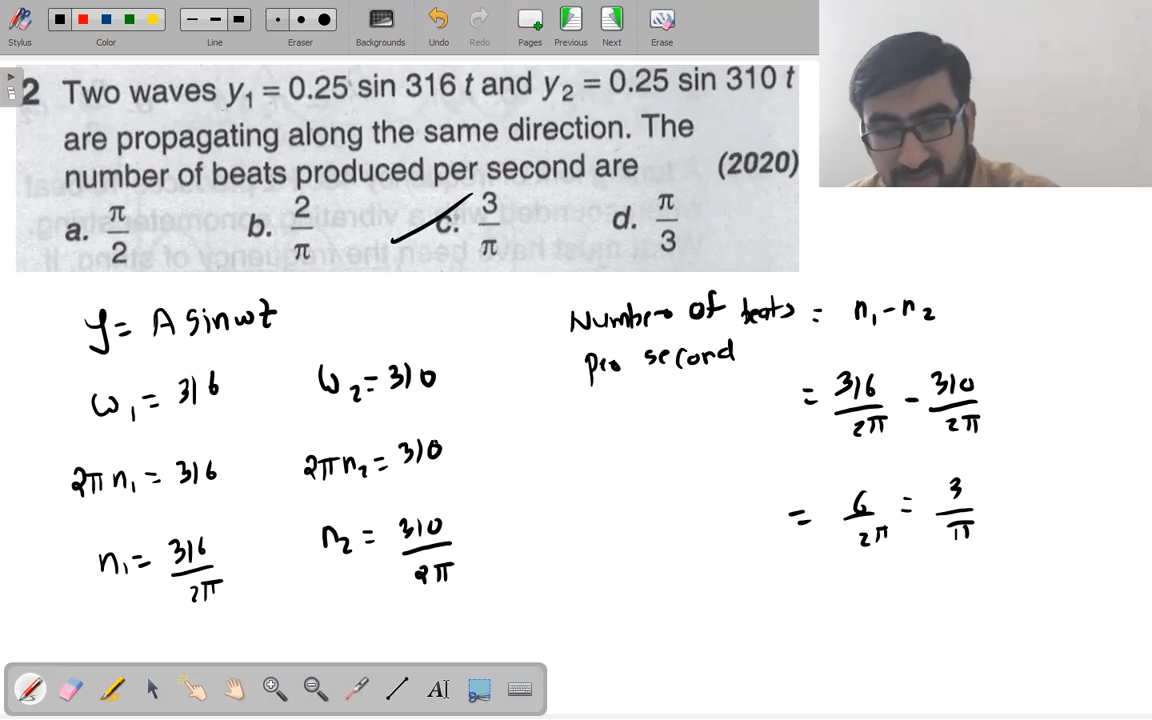 Stylus
Color
Line
Eraser
Backgrounds
Undo
Redo
Pages
Previous
Next
Erase
2 Two waves y₁ = 0.25 sin 316 t and y₂ = 0.25 sin 310 t
are propagating along the same direction. The
number of beats produced per second are (2020)
a. π/2 b. 2/π c. 3/π d. π/3
y = A sin ωt
ω₁ = 316 ω₂ = 310
2πn₁ = 316 2πn₂ = 310
n₁ = 316/2π n₂ = 310/2π
Number of beats = n₁ - n₂
per second
= 316/2π - 310/2π
= 6/2π = 3/π
AI